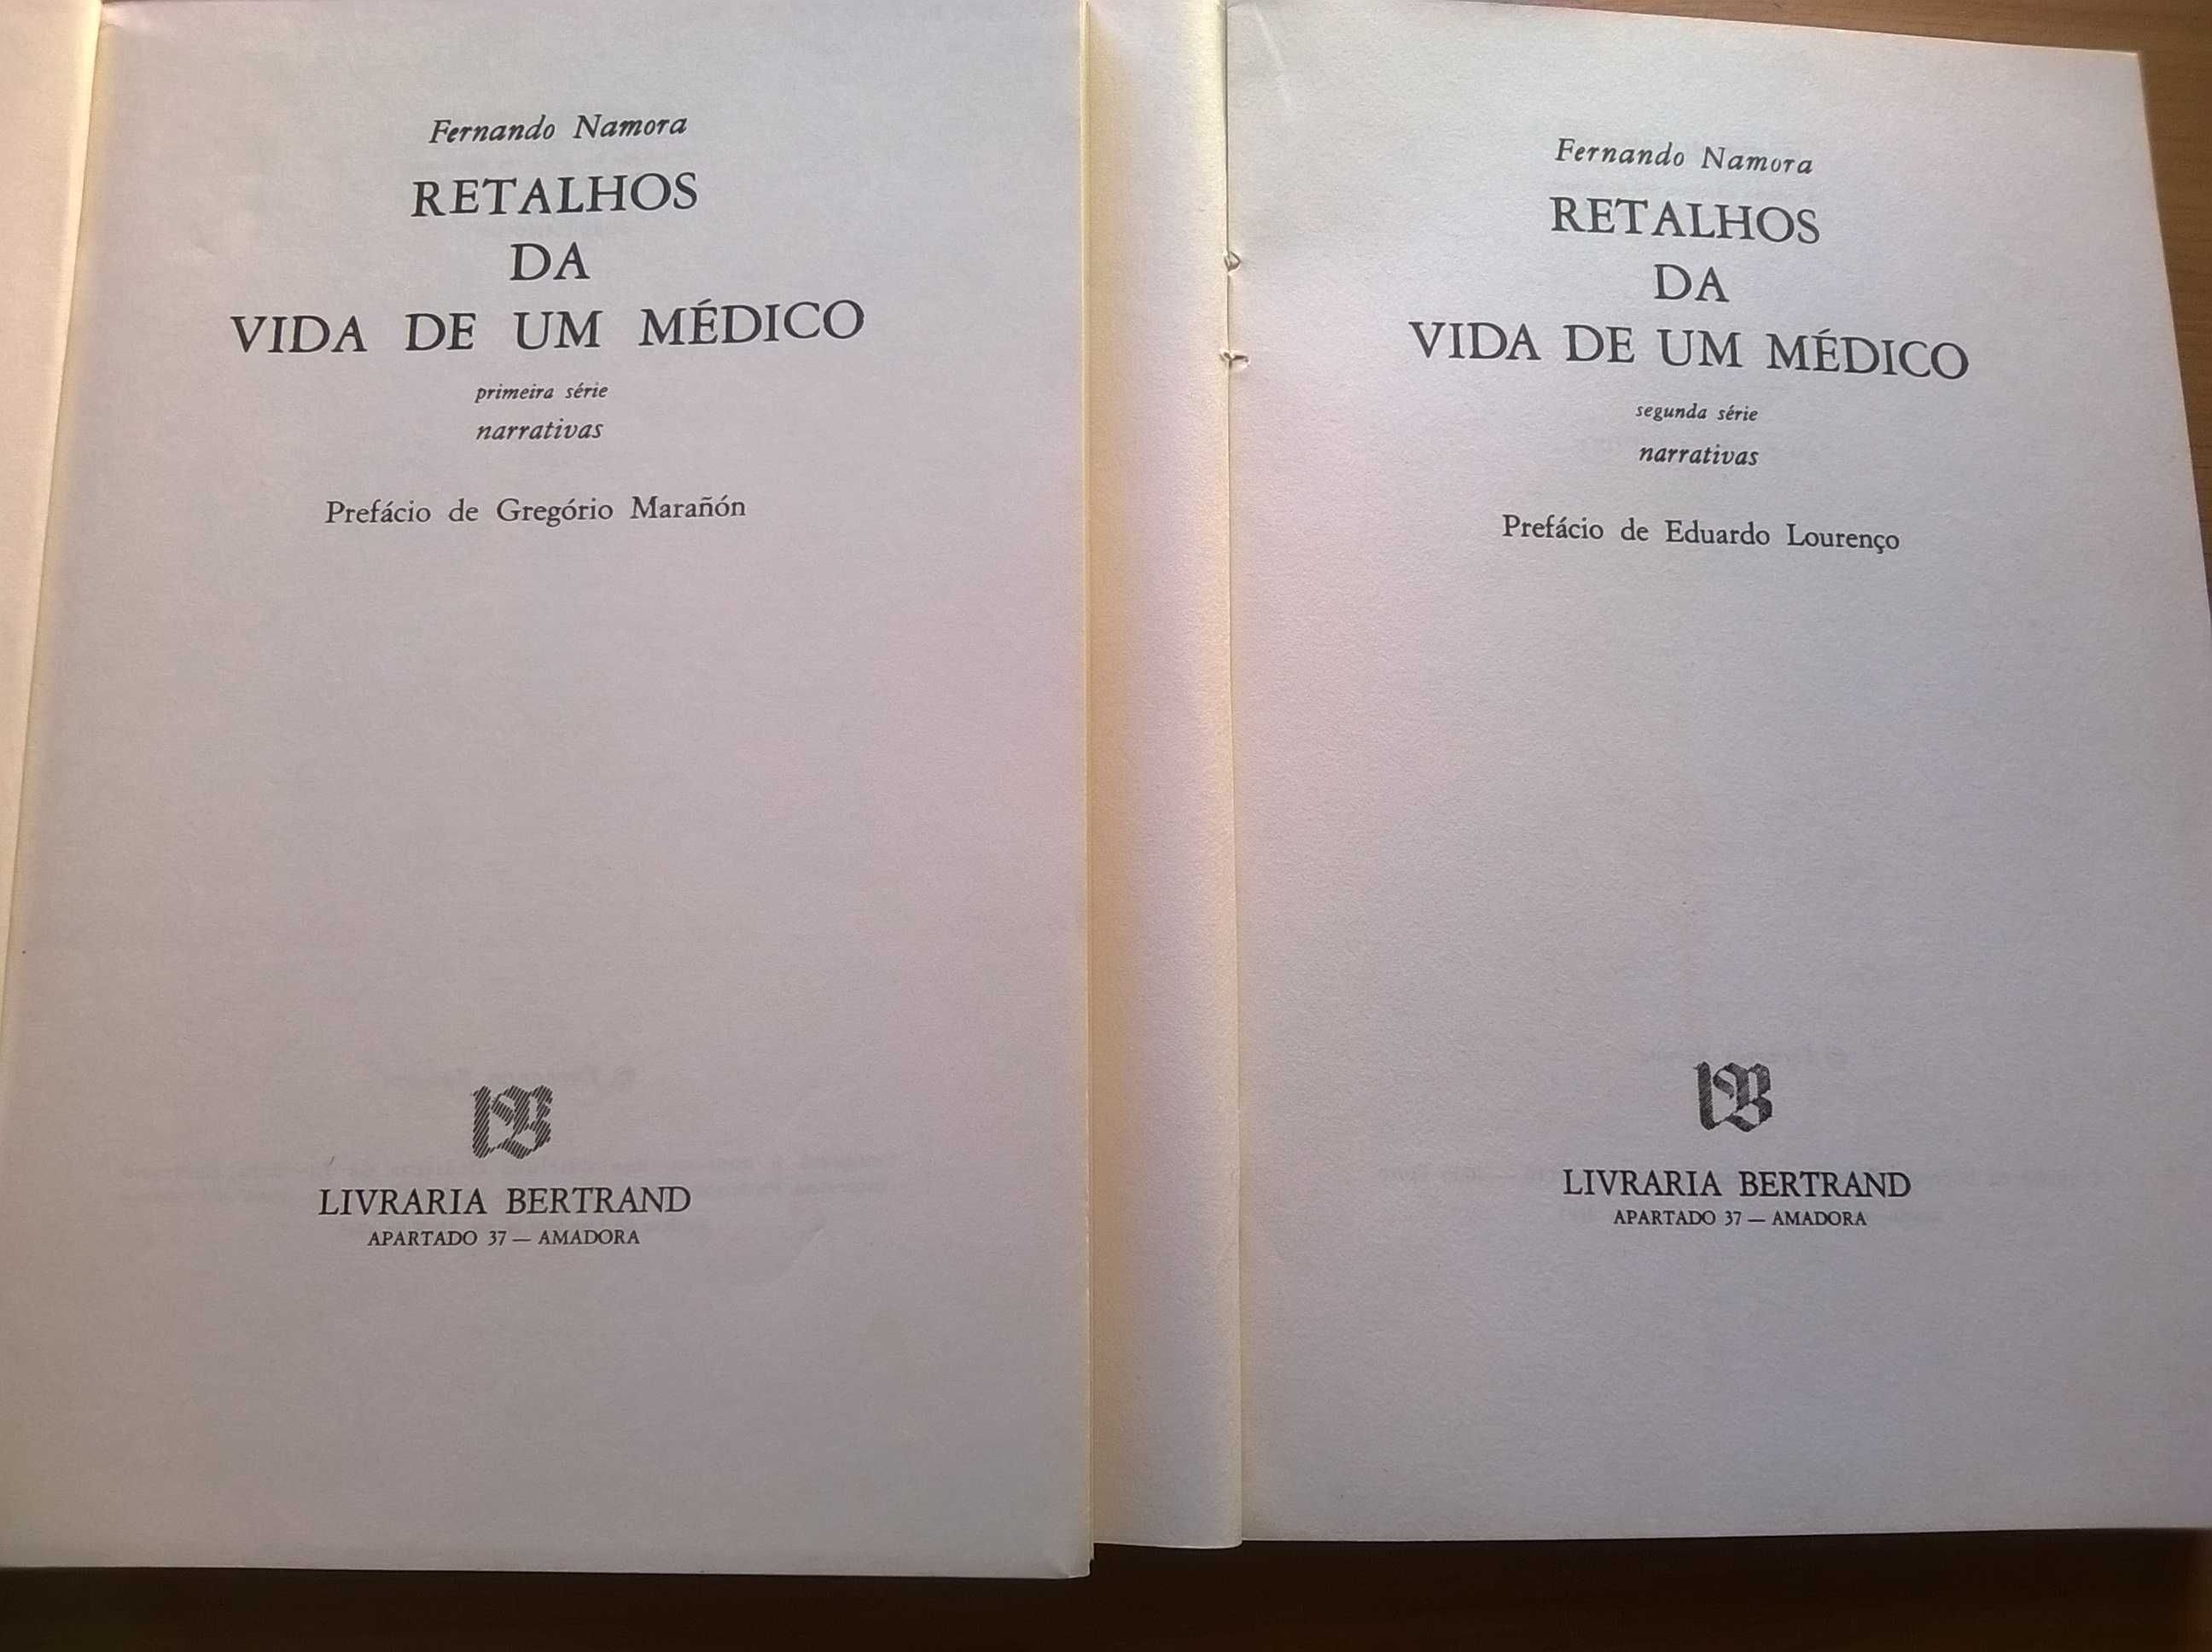 Fernando Namora
RETALHOS
DA
VIDA DE UM MÉDICO
primeira série
narrativas
Prefácio de Gregório Marañón
LB
LIVRARIA BERTRAND
APARTADO 37 — AMADORA
Fernando Namora
RETALHOS
DA
VIDA DE UM MÉDICO
segunda série
narrativas
Prefácio de Eduardo Lourenço
LB
LIVRARIA BERTRAND
APARTADO 37 — AMADORA